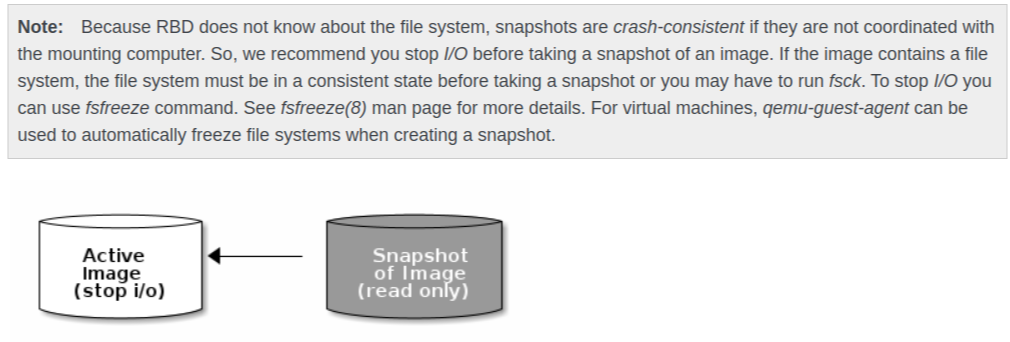 Note: Because RBD does not know about the file system, snapshots are crash-consistent if they are not coordinated with
the mounting computer. So, we recommend you stop I/O before taking a snapshot of an image. If the image contains a file
system, the file system must be in a consistent state before taking a snapshot or you may have to run fsck. To stop I/O you
can use fsfreeze command. See fsfreeze(8) man page for more details. For virtual machines, qemu-guest-agent can be
used to automatically freeze file systems when creating a snapshot.
Active
Image
(stop i/o)
Snapshot
of Image
(read only)